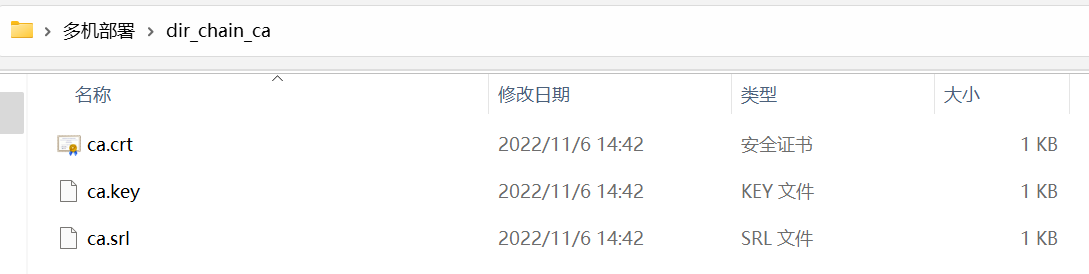 多机部署 dir_chain_ca
名称 修改日期 类型 大小
ca.crt 2022/11/6 14:42 安全证书 1 KB
ca.key 2022/11/6 14:42 KEY 文件 1 KB
ca.srl 2022/11/6 14:42 SRL 文件 1 KB